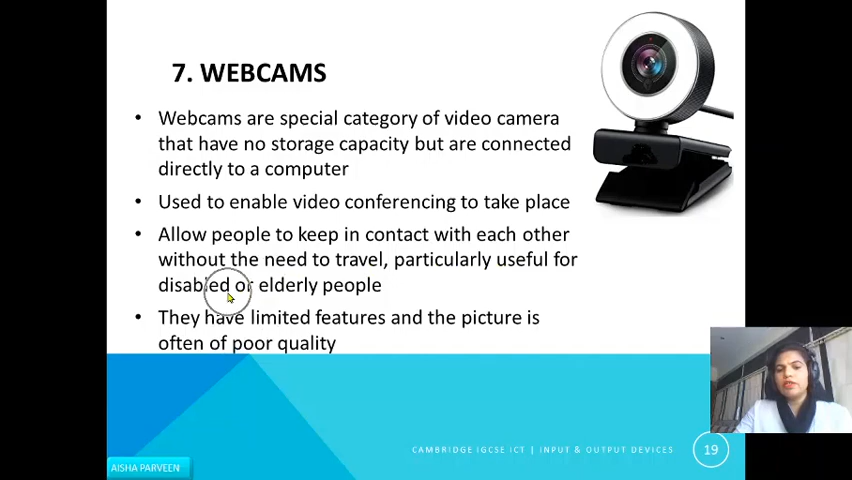 7. WEBCAMS
• Webcams are special category of video camera
that have no storage capacity but are connected
directly to a computer
• Used to enable video conferencing to take place
• Allow people to keep in contact with each other
without the need to travel, particularly useful for
disabled or elderly people
• They have limited features and the picture is
often of poor quality
CAMBRIDGE IGCSE ICT | INPUT & OUTPUT DEVICES
19
AISHA PARVEEN